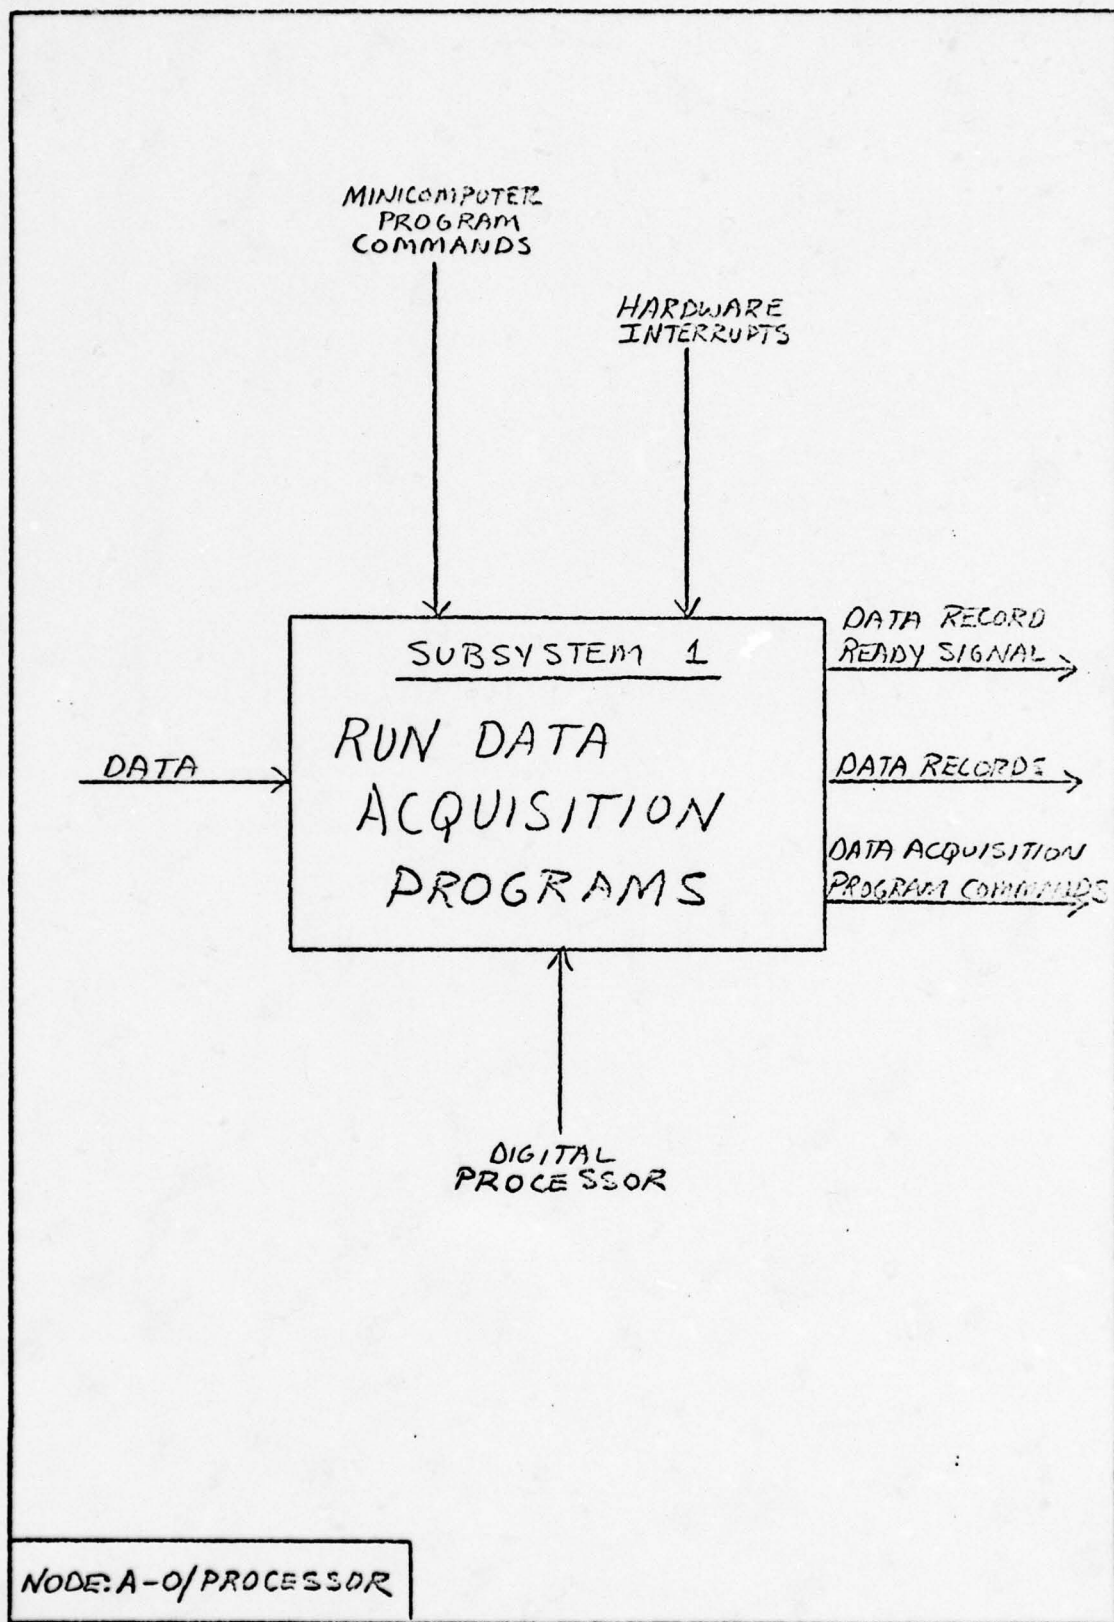 MINICOMPUTER
PROGRAM
COMMANDS
HARDWARE
INTERRUPTS
SUBSYSTEM 1
RUN DATA
ACQUISITION
PROGRAMS
DATA
DATA RECORD
READY SIGNAL
DATA RECORDS
DATA ACQUISITION
PROGRAM COMMANDS
DIGITAL
PROCESSOR
NODE: A-0/PROCESSOR